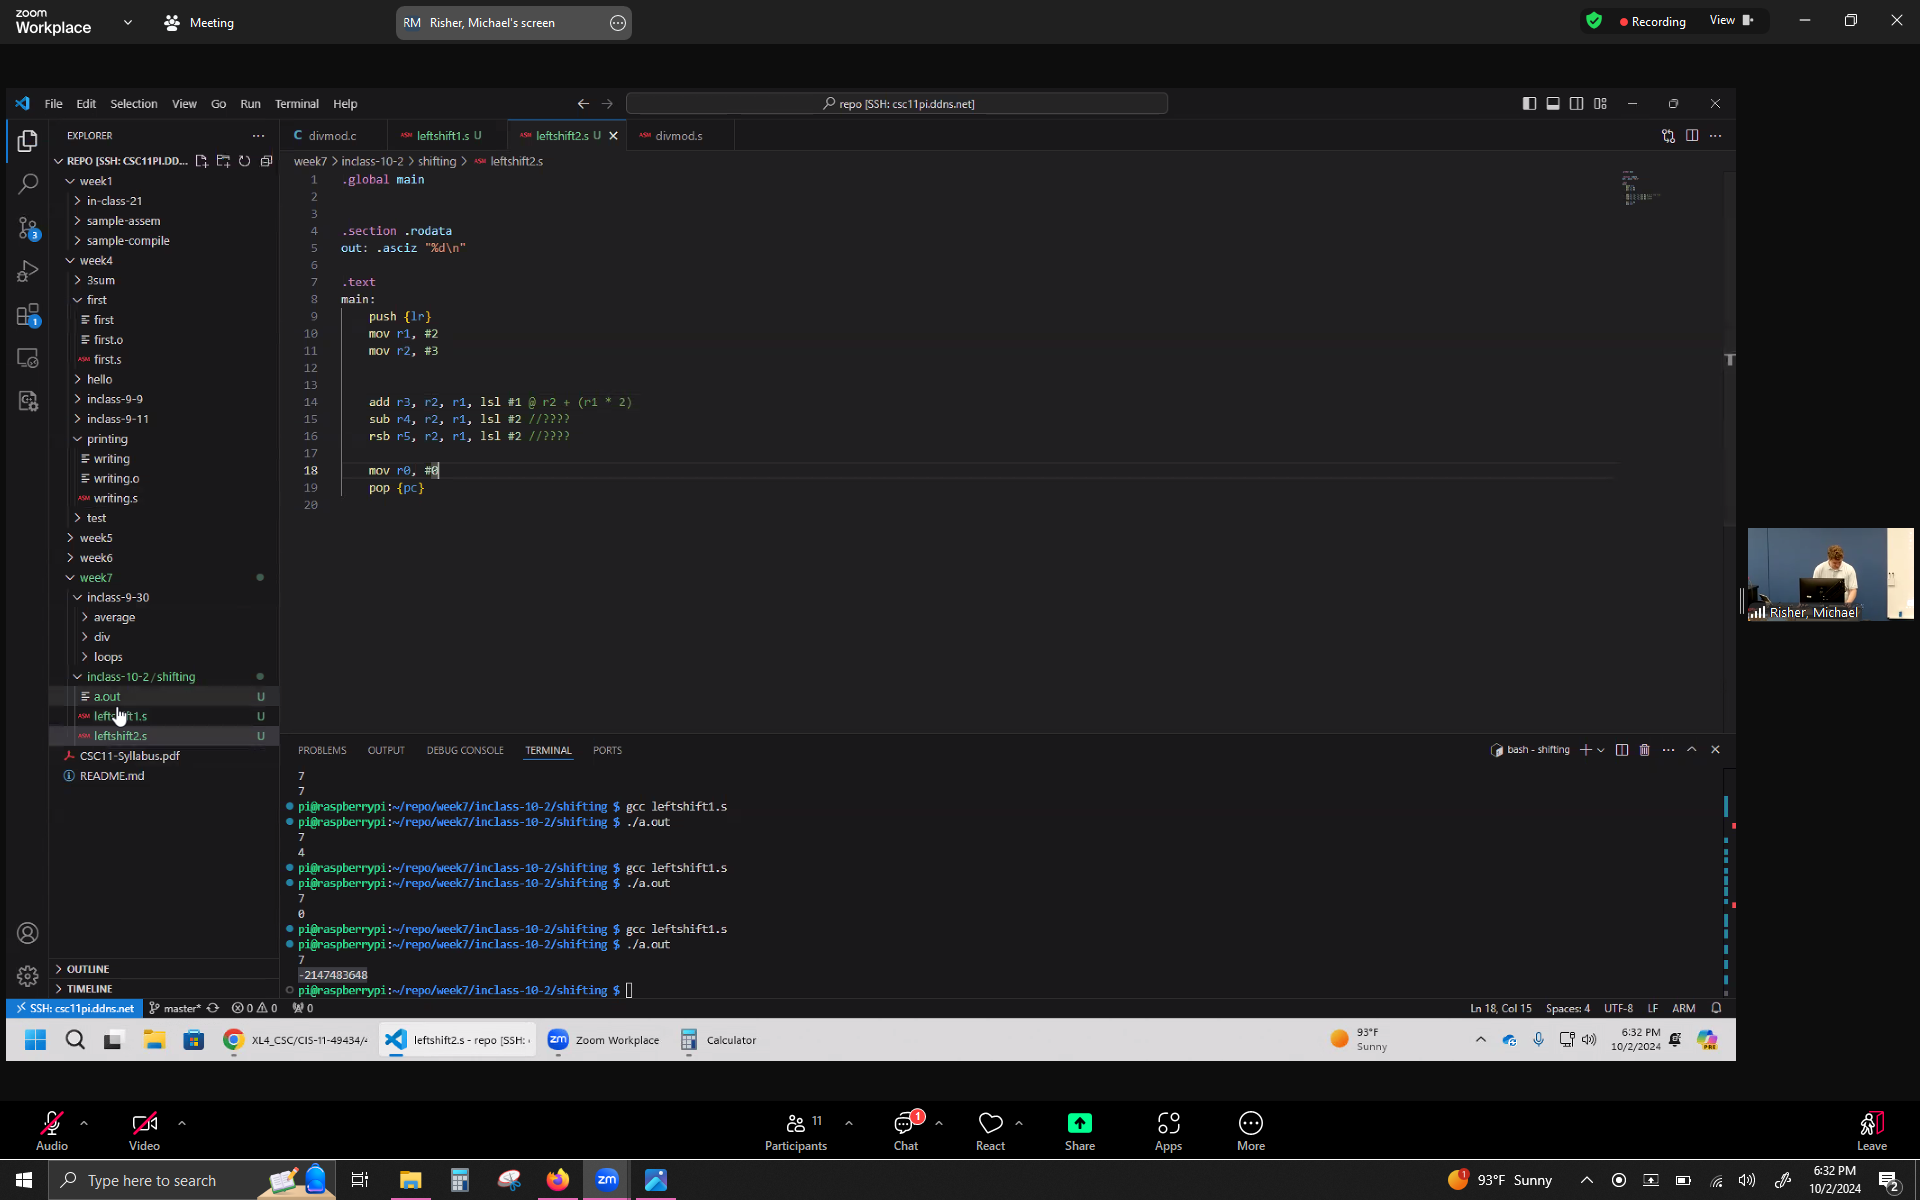 zoom
Workplace
Meeting
RM Risher, Michael's screen
Recording
View
File Edit Selection View Go Run Terminal Help
repo [SSH: csc11pi.ddns.net]
EXPLORER
divmod.c
leftshift1.s U
leftshift2.s U
divmod.s
REPO [SSH: CSC11PI.DD...
week7 > inclass-10-2 > shifting > leftshift2.s
week1
in-class-21
sample-assem
sample-compile
week4
3sum
first
first
first.o
first.s
hello
inclass-9-9
inclass-9-11
printing
writing
writing.o
writing.s
test
week5
week6
week7
inclass-9-30
average
div
loops
inclass-10-2 / shifting
a.out U
leftshift1.s U
leftshift2.s U
CSC11-Syllabus.pdf
README.md
OUTLINE
TIMELINE
1 .global main
2
3
4 .section .rodata
5 out: .asciz "%d\n"
6
7 .text
8 main:
9 push {lr}
10 mov r1, #2
11 mov r2, #3
12
13
14 add r3, r2, r1, lsl #1 @ r2 + (r1 * 2)
15 sub r4, r2, r1, lsl #2 //????
16 rsb r5, r2, r1, lsl #2 //????
17
18 mov r0, #0
19 pop {pc}
20
PROBLEMS OUTPUT DEBUG CONSOLE TERMINAL PORTS
bash - shifting
7
7
pi@raspberrypi:~/repo/week7/inclass-10-2/shifting $ gcc leftshift1.s
pi@raspberrypi:~/repo/week7/inclass-10-2/shifting $ ./a.out
7
4
pi@raspberrypi:~/repo/week7/inclass-10-2/shifting $ gcc leftshift1.s
pi@raspberrypi:~/repo/week7/inclass-10-2/shifting $ ./a.out
7
0
pi@raspberrypi:~/repo/week7/inclass-10-2/shifting $ gcc leftshift1.s
pi@raspberrypi:~/repo/week7/inclass-10-2/shifting $ ./a.out
7
-2147483648
pi@raspberrypi:~/repo/week7/inclass-10-2/shifting $
SSH: csc11pi.ddns.net master* 0 0 0
Ln 18, Col 15 Spaces: 4 UTF-8 LF ARM
XL4_CSC/CIS-11-49434/
leftshift2.s - repo [SSH:
Zoom Workplace
Calculator
93°F
Sunny
6:32 PM
10/2/2024
Risher, Michael
Audio
Video
Participants 11
Chat 1
React
Share
Apps
More
Leave
Type here to search
93°F Sunny
6:32 PM
10/2/2024
2